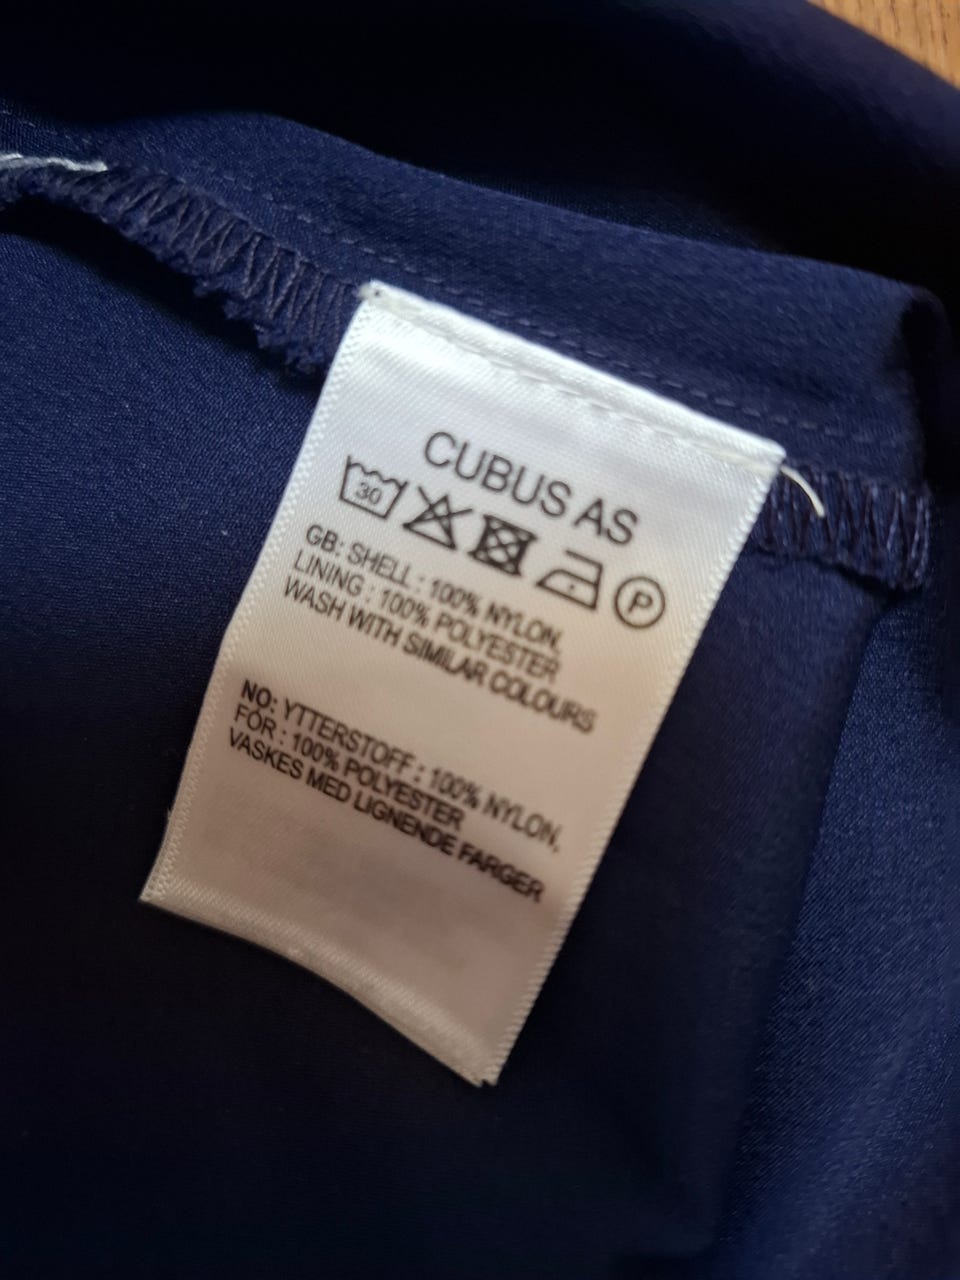 CUBUS AS
30
P
GB: SHELL : 100% NYLON,
LINING : 100% POLYESTER
WASH WITH SIMILAR COLOURS
NO: YTTERSTOFF : 100% NYLON,
FÓR : 100% POLYESTER
VASKES MED LIGNENDE FARGER